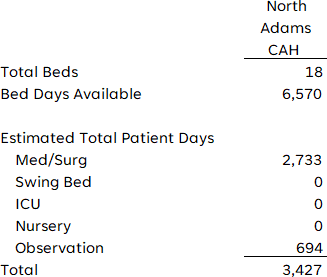 North
Adams
CAH
Total Beds 18
Bed Days Available 6,570
Estimated Total Patient Days
Med/Surg 2,733
Swing Bed 0
ICU 0
Nursery 0
Observation 694
Total 3,427